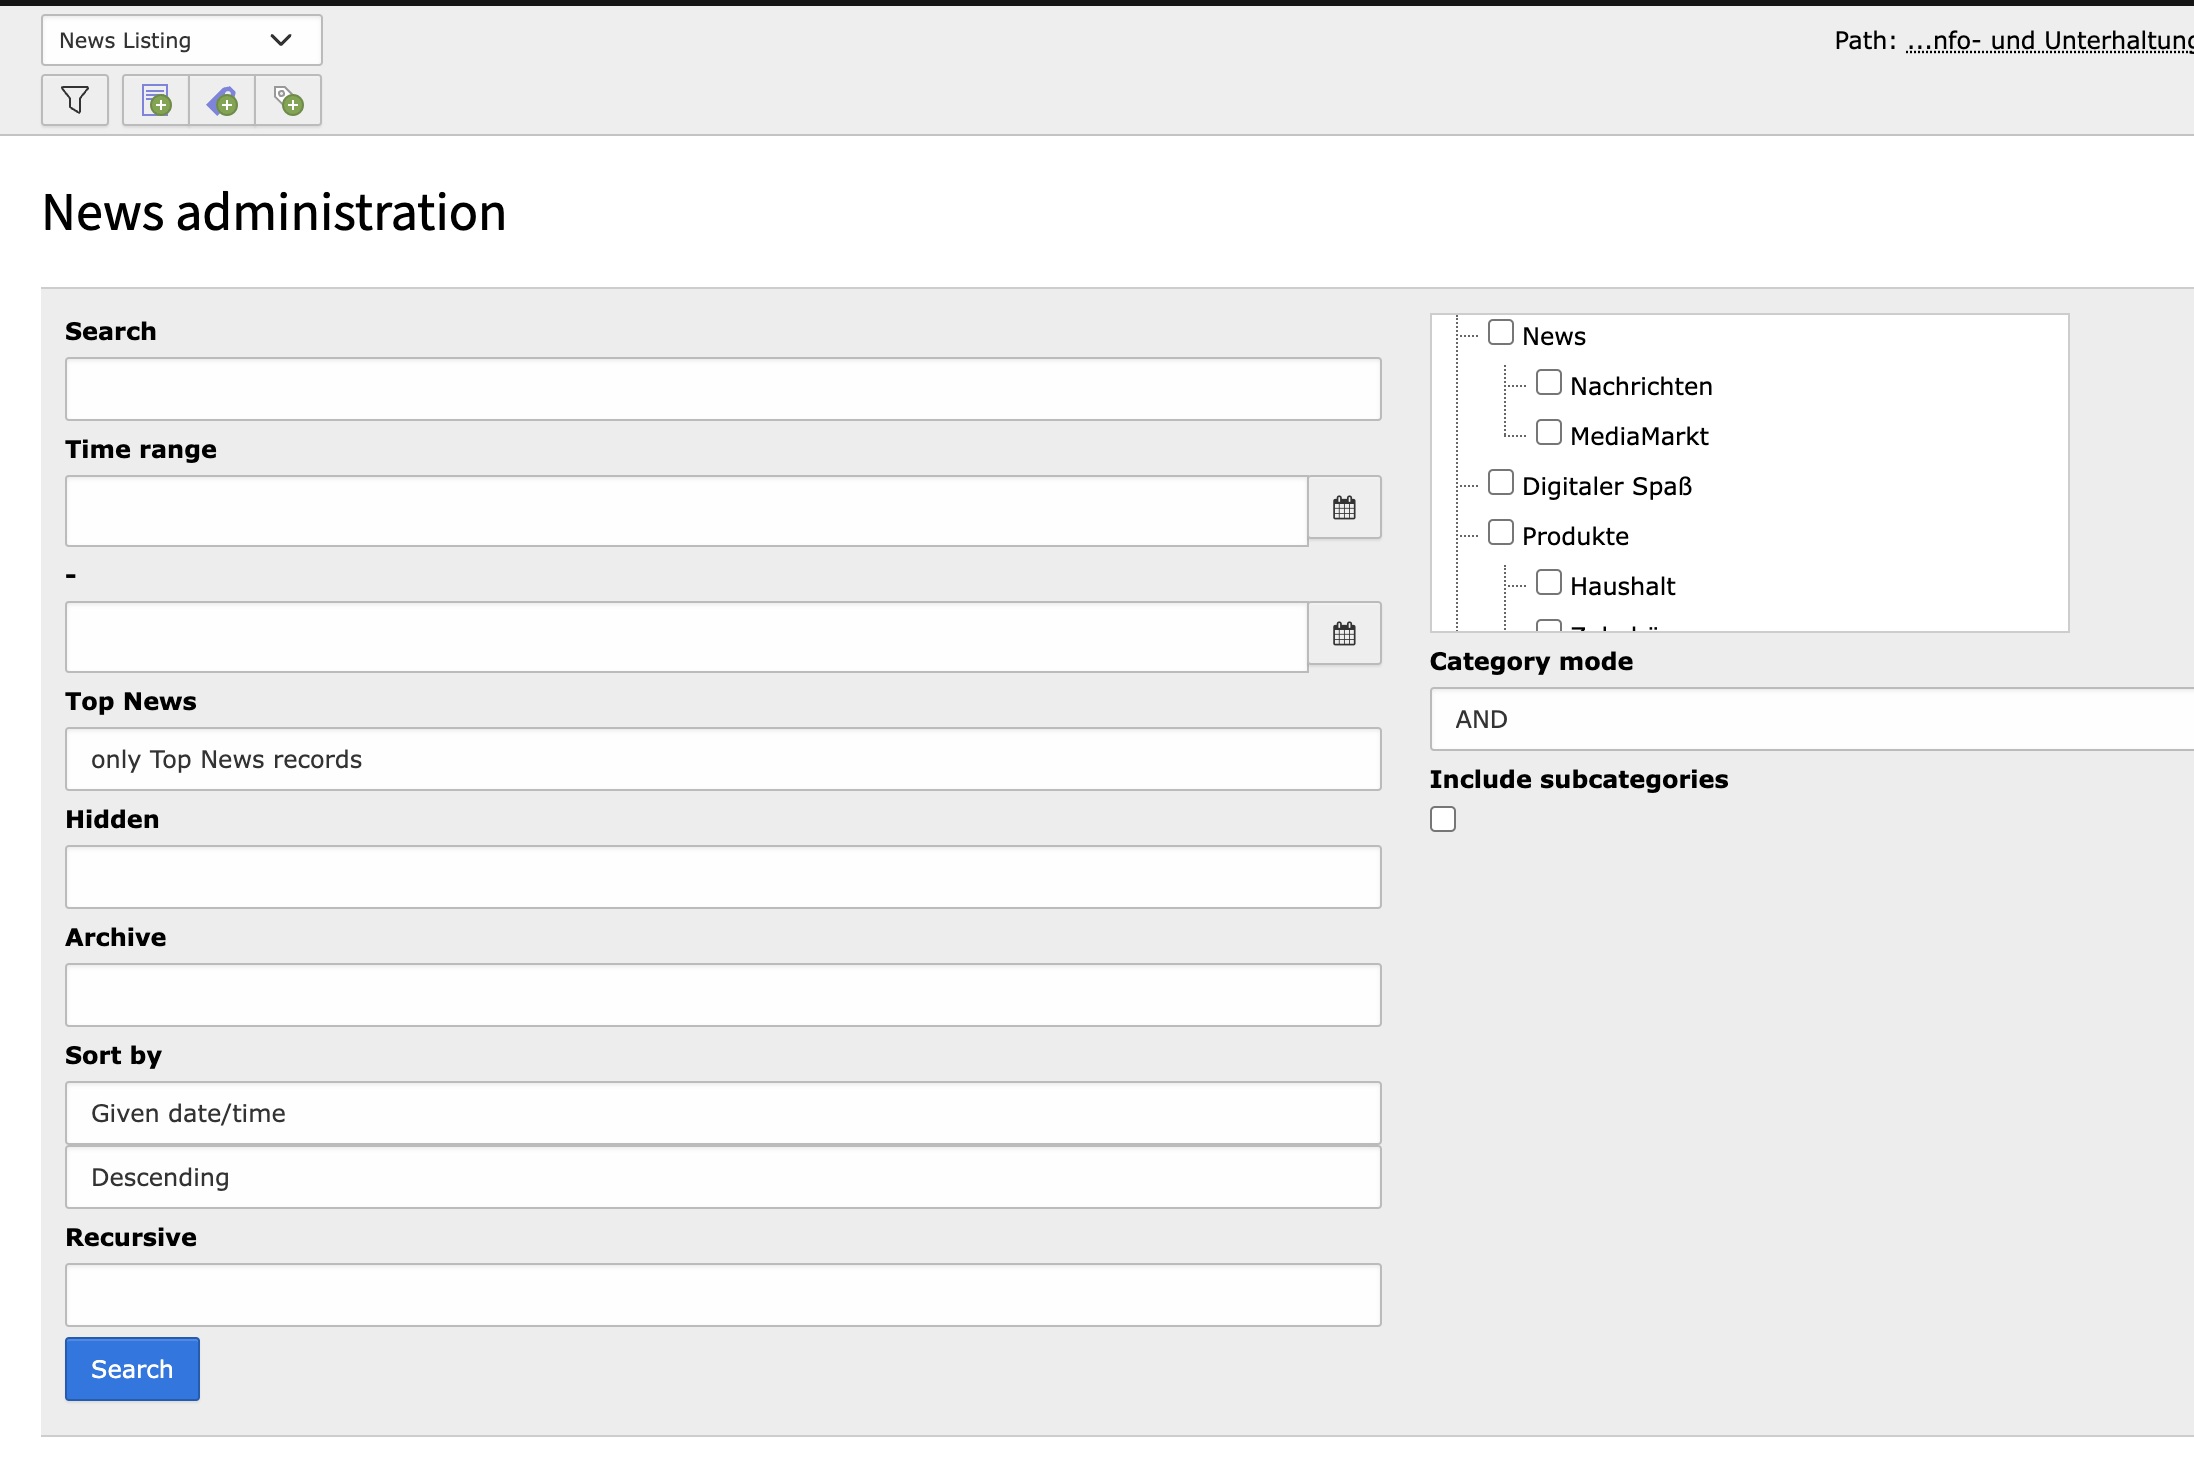 News Listing
Path: ...nfo- und Unterhaltung
News administration
Search
Time range
-
Top News
only Top News records
Hidden
Archive
Sort by
Given date/time
Descending
Recursive
Search
News
Nachrichten
MediaMarkt
Digitaler Spaß
Produkte
Haushalt
Category mode
AND
Include subcategories